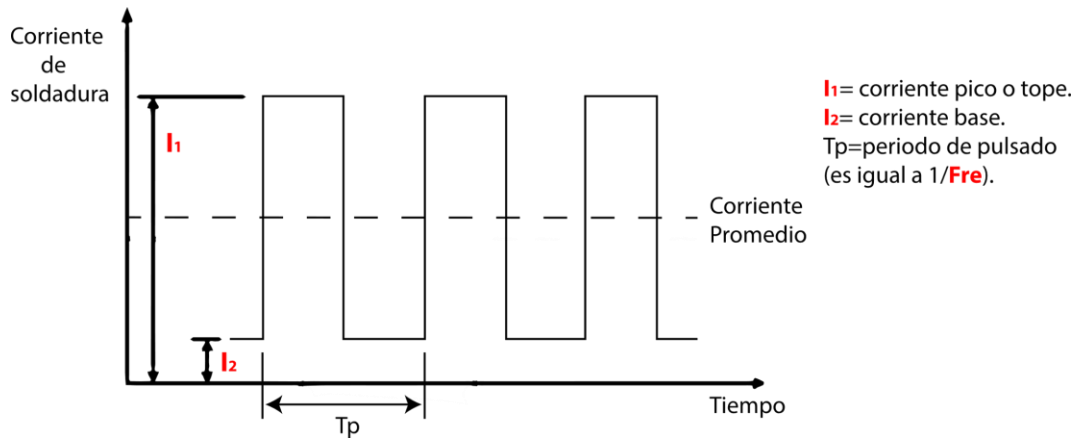 Corriente
de
soldadura
I1
I2
Tp
Tiempo
Corriente
Promedio
I1= corriente pico o tope.
I2= corriente base.
Tp=periodo de pulsado
(es igual a 1/Fre).